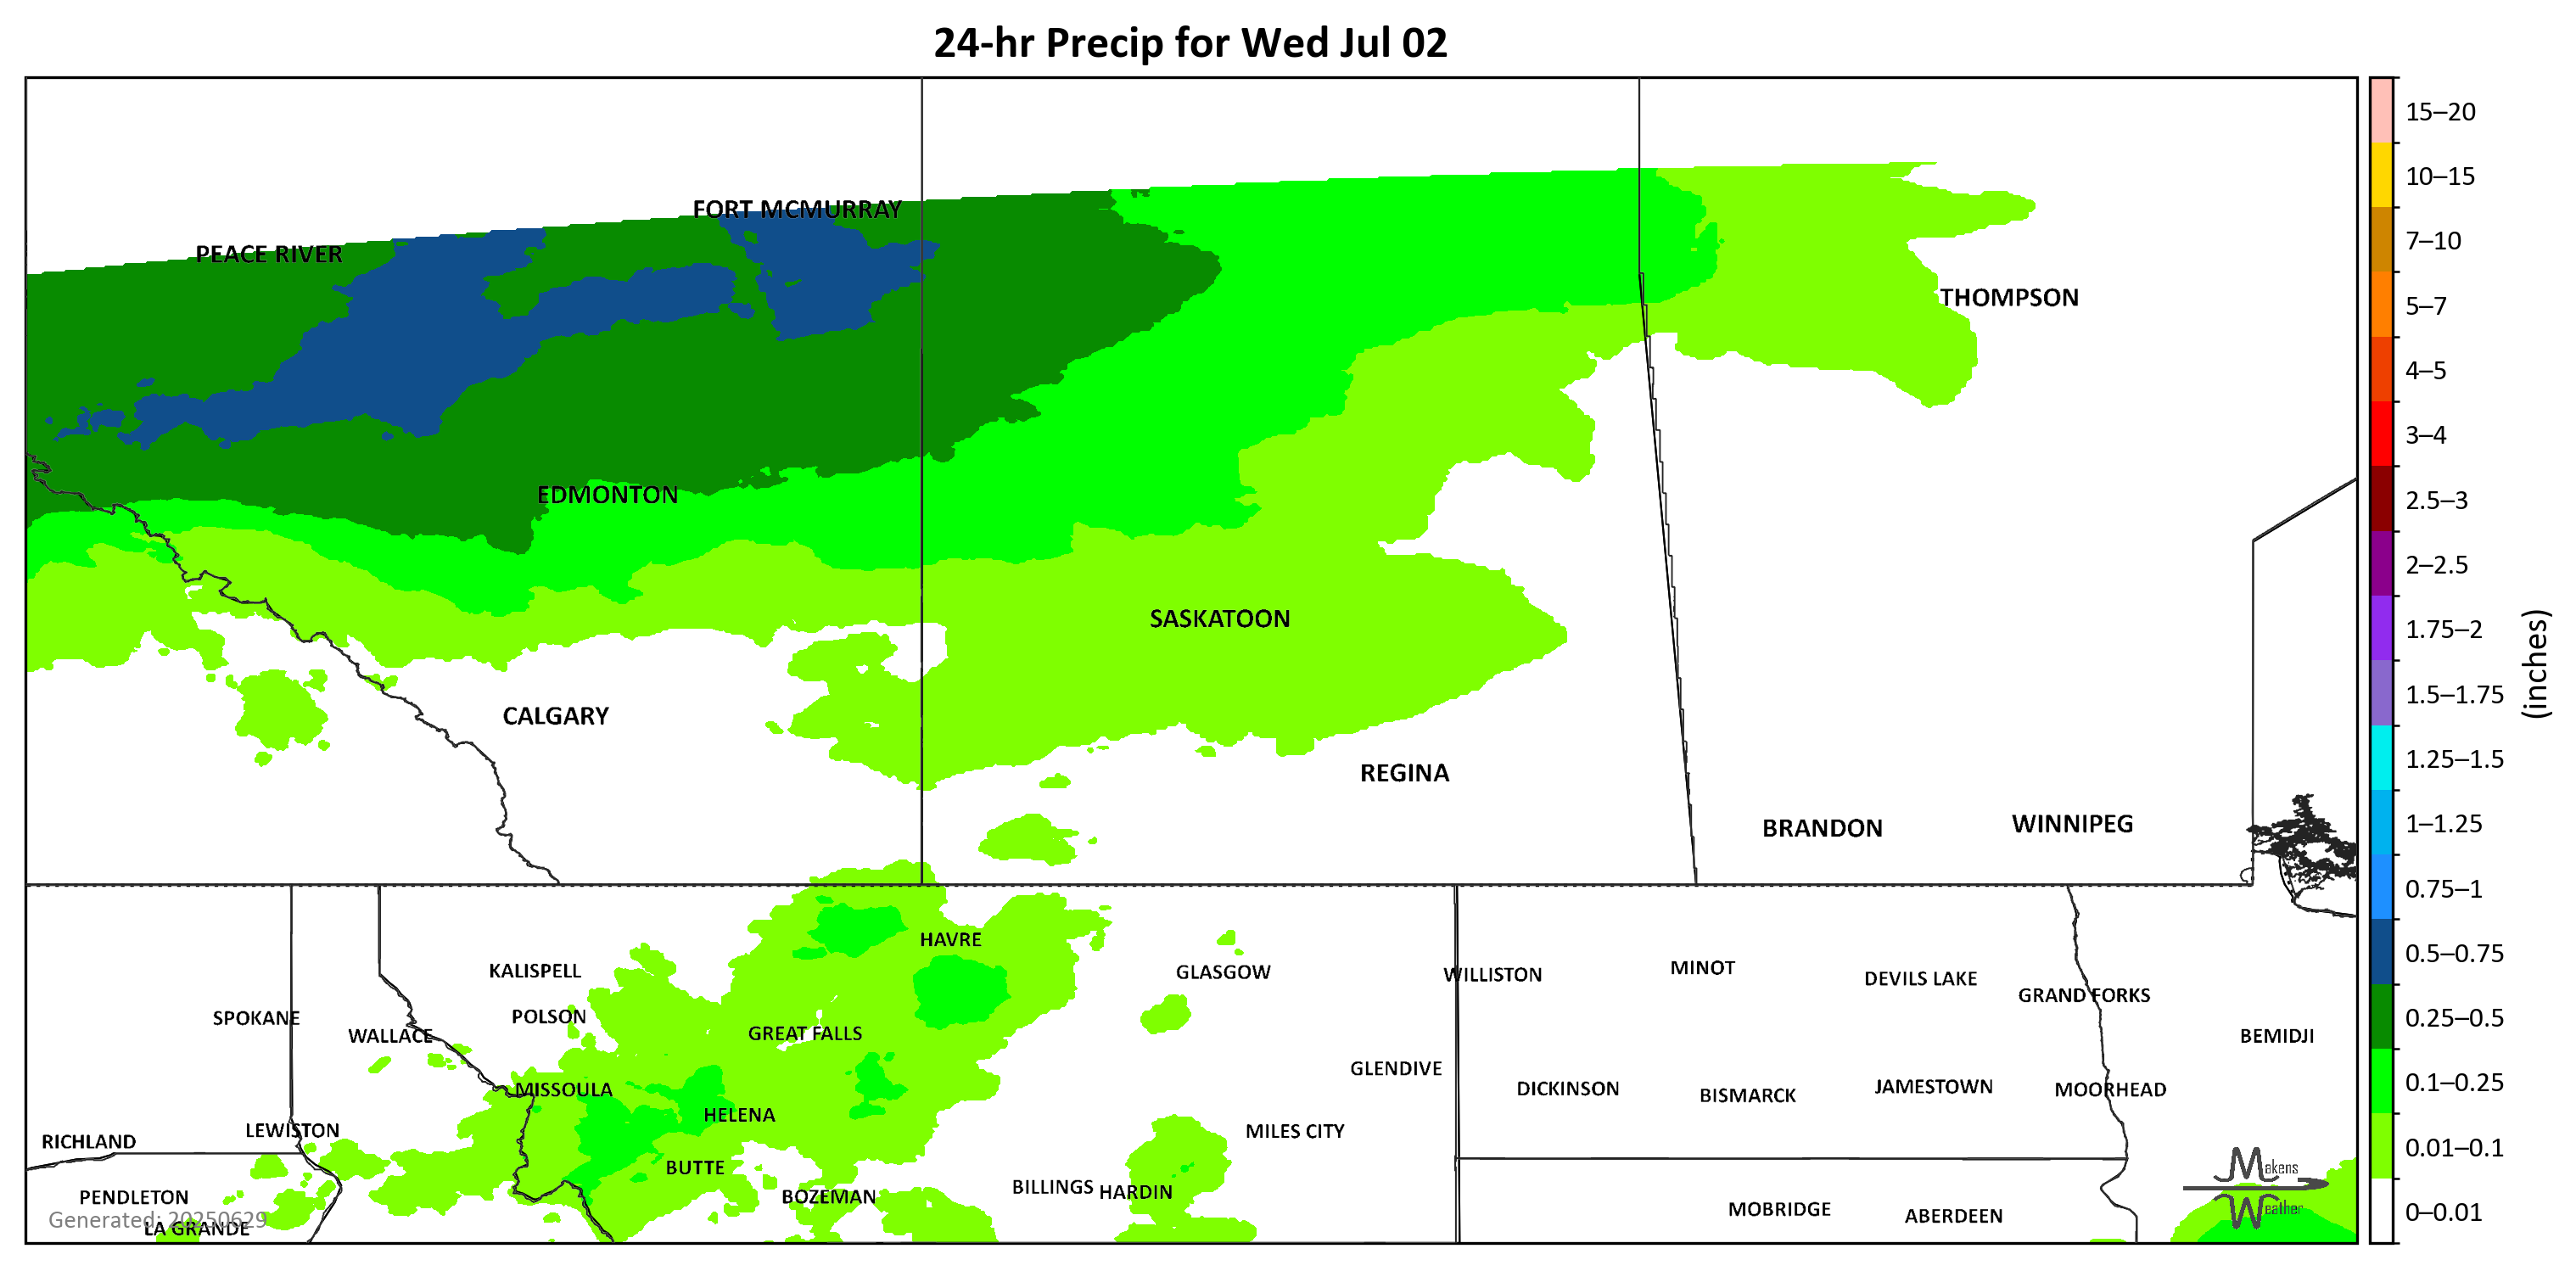 24-hr Precip for Wed Jul 02
FORT MCMURRAY
PEACE RIVER
THOMPSON
EDMONTON
SASKATOON
CALGARY
REGINA
BRANDON
WINNIPEG
HAVRE
KALISPELL
GLASGOW
WILLISTON
MINOT
DEVILS LAKE
GRAND FORKS
SPOKANE
POLSON
WALLACE
GREAT FALLS
BEMIDJI
GLENDIVE
MISSOULA
DICKINSON
BISMARCK
JAMESTOWN
MOORHEAD
HELENA
LEWISTON
RICHLAND
MILES CITY
BUTTE
PENDLETON
BOZEMAN
BILLINGS
HARDIN
MOBRIDGE
ABERDEEN
Generated: 20250629
LA GRANDE
Makens
Weather
15–20
10–15
7–10
5–7
4–5
3–4
2.5–3
2–2.5
1.75–2
1.5–1.75
1.25–1.5
1–1.25
0.75–1
0.5–0.75
0.25–0.5
0.1–0.25
0.01–0.1
0–0.01
(inches)